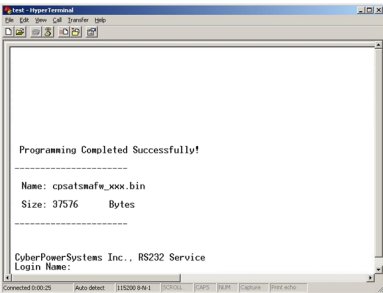 test - HyperTerminal
File Edit View Call Transfer Help
Programming Completed Successfully!
----------------------
Name: cpsatsmafw_xxx.bin
Size: 37576 Bytes
----------------------
CyberPowerSystems Inc., RS232 Service
Login Name:
Connected 0:00:25 Auto detect 115200 8-N-1 SCROLL CAPS NUM Capture Print echo